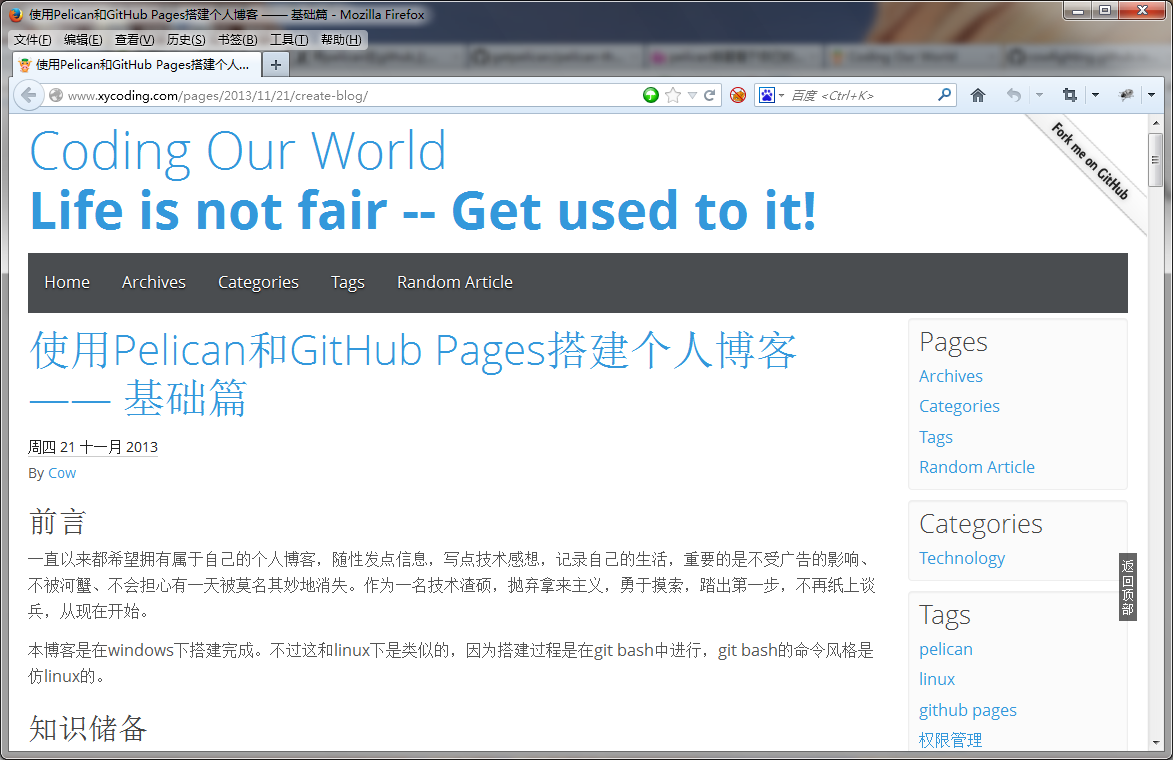 使用Pelican和GitHub Pages搭建个人博客 —— 基础篇 - Mozilla Firefox
文件(F) 编辑(E) 查看(V) 历史(S) 书签(B) 工具(T) 帮助(H)
使用Pelican和GitHub Pages搭建个人...
www.xycoding.com/pages/2013/11/21/create-blog/
百度 <Ctrl+K>
Fork me on GitHub
Coding Our World
Life is not fair -- Get used to it!
Home Archives Categories Tags Random Article
使用Pelican和GitHub Pages搭建个人博客
—— 基础篇
周四 21 十一月 2013
By Cow
前言
一直以来都希望拥有属于自己的个人博客，随性发点信息，写点技术感想，记录自己的生活，重要的是不受广告的影响、
不被河蟹、不会担心有一天被莫名其妙地消失。作为一名技术渣硕，抛弃拿来主义，勇于摸索，踏出第一步，不再纸上谈
兵，从现在开始。
本博客是在windows下搭建完成。不过这和linux下是类似的，因为搭建过程是在git bash中进行，git bash的命令风格是
仿linux的。
知识储备
Pages
Archives
Categories
Tags
Random Article
Categories
Technology
Tags
pelican
linux
github pages
权限管理
返回顶部